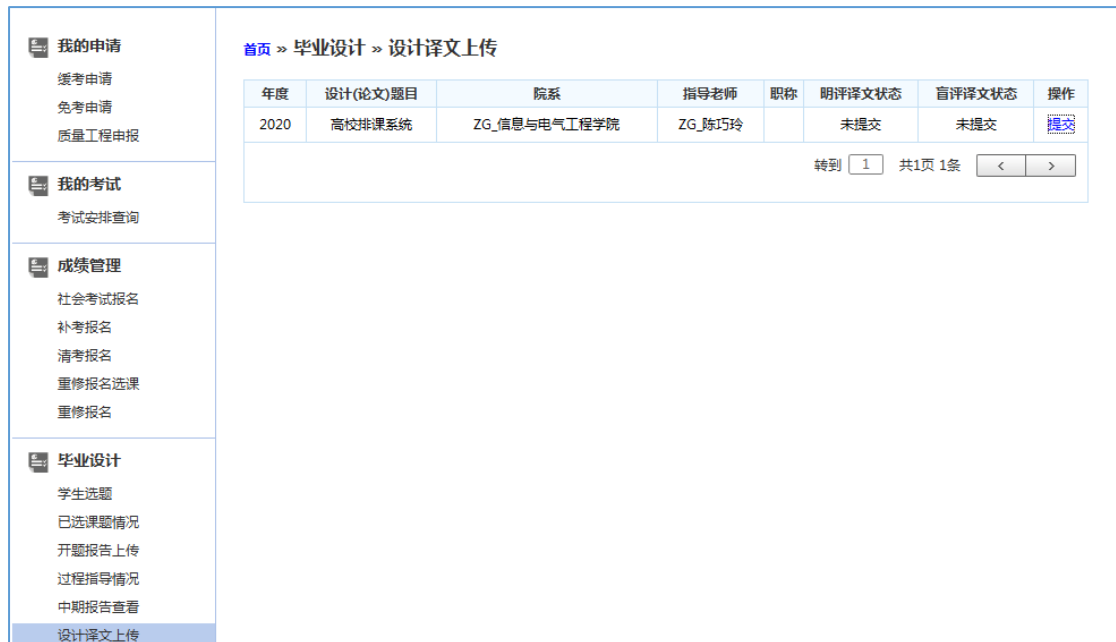 我的申请
缓考申请
免考申请
质量工程申报
我的考试
考试安排查询
成绩管理
社会考试报名
补考报名
清考报名
重修报名选课
重修报名
毕业设计
学生选题
已选课题情况
开题报告上传
过程指导情况
中期报告查看
设计译文上传
首页 » 毕业设计 » 设计译文上传
年度 设计(论文)题目 院系 指导老师 职称 明评译文状态 盲评译文状态 操作
2020 高校排课系统 ZG_信息与电气工程学院 ZG_陈巧玲 未提交 未提交 提交
转到 1 共1页 1条 < >